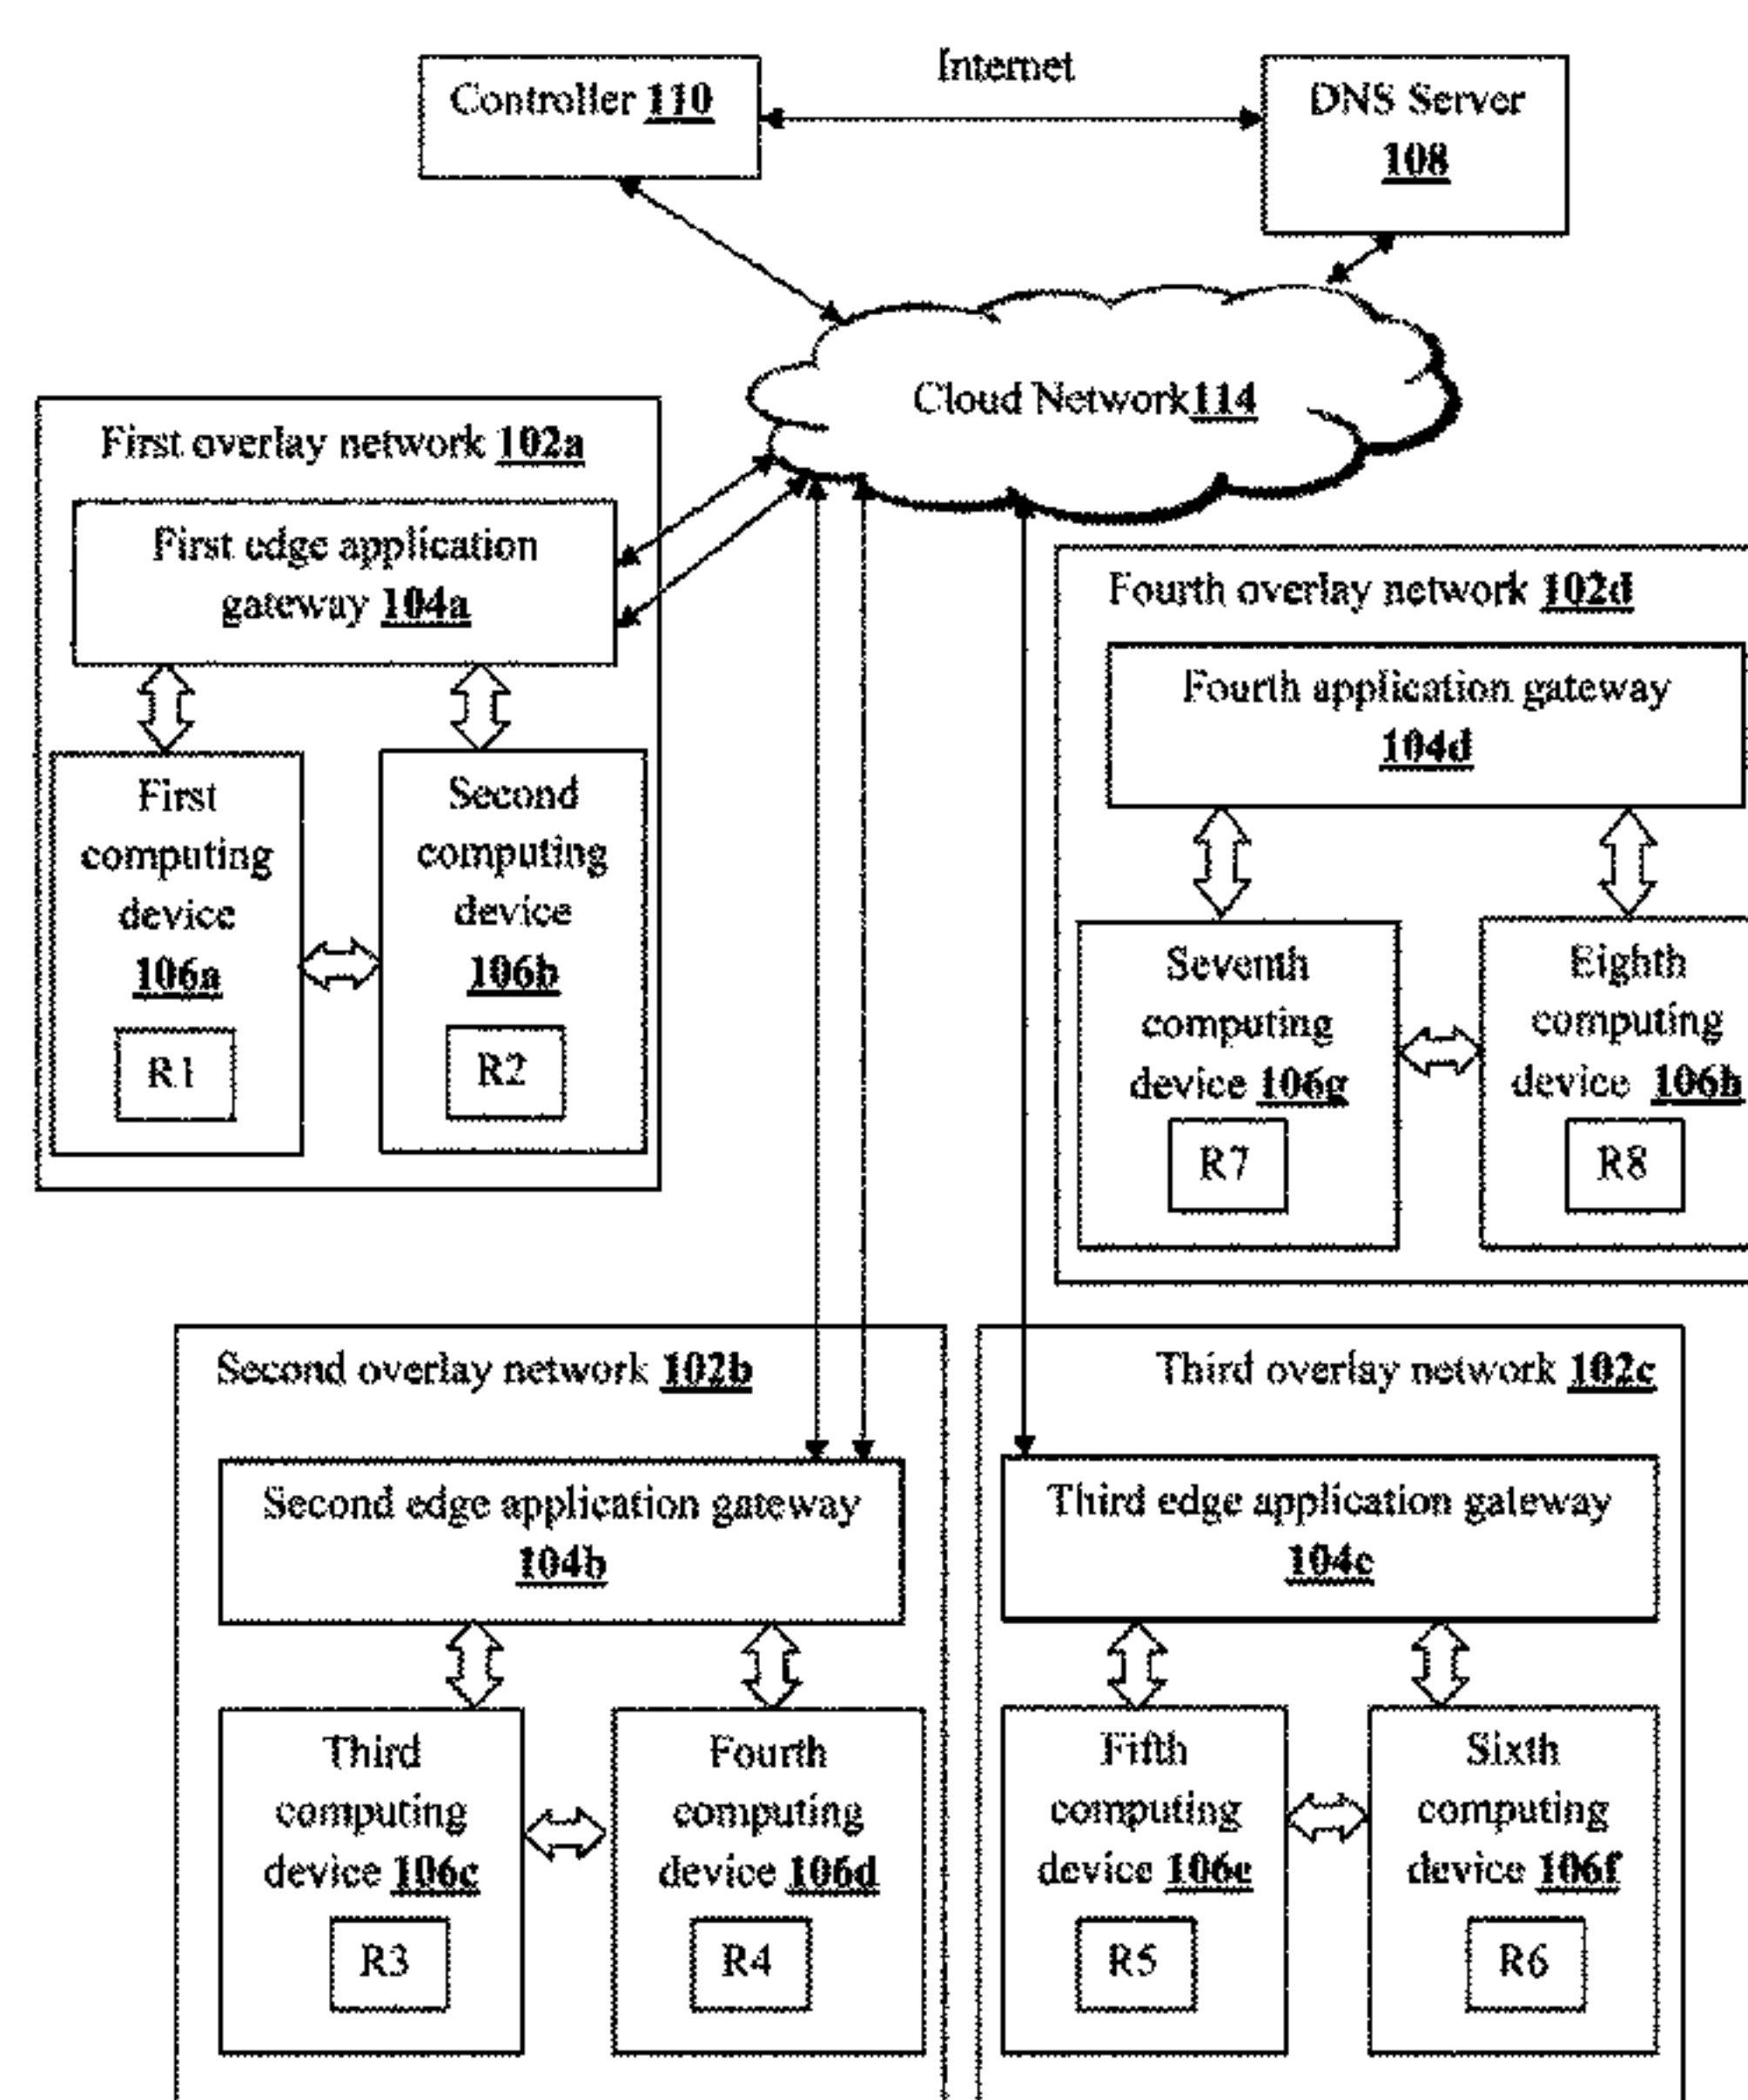 Internet
Controller 110
DNS Server
108
Cloud Network114
First overlay network 102a
First edge application
gateway 104a
First
computing
device
106a
R1
Second
computing
device
106b
R2
Fourth overlay network 102d
Fourth application gateway
104d
Seventh
computing
device 106g
R7
Eighth
computing
device 106h
R8
Second overlay network 102b
Second edge application gateway
104b
Third
computing
device 106c
R3
Fourth
computing
device 106d
R4
Third overlay network 102c
Third edge application gateway
104c
Fifth
computing
device 106e
R5
Sixth
computing
device 106f
R6